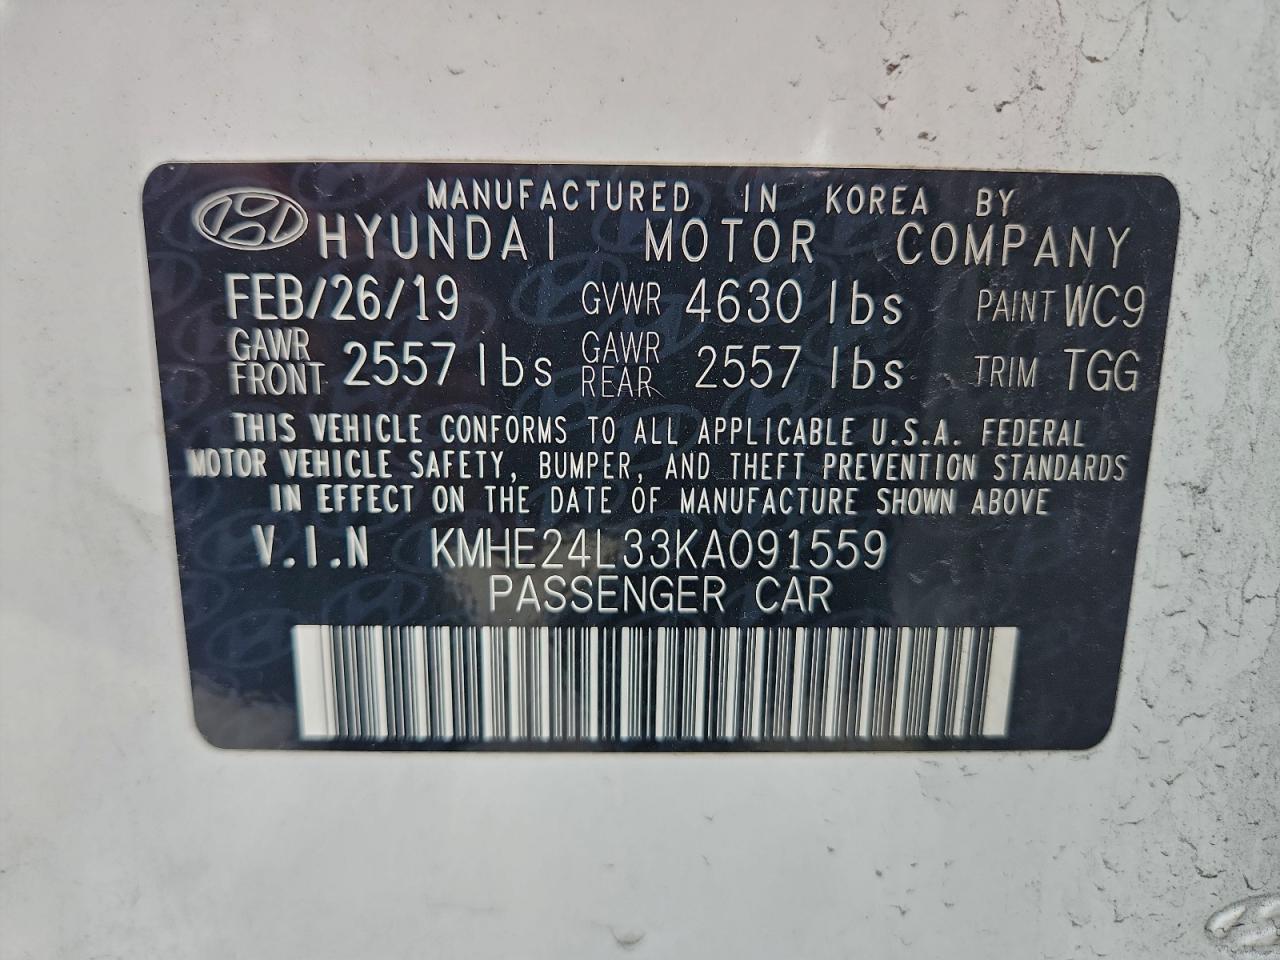 MANUFACTURED IN KOREA BY
HYUNDAI MOTOR COMPANY
FEB/26/19 GVWR 4630 lbs PAINT WC9
GAWR FRONT 2557 lbs GAWR REAR 2557 lbs TRIM TGG
THIS VEHICLE CONFORMS TO ALL APPLICABLE U.S.A. FEDERAL
MOTOR VEHICLE SAFETY, BUMPER, AND THEFT PREVENTION STANDARDS
IN EFFECT ON THE DATE OF MANUFACTURE SHOWN ABOVE
V.I.N KMHE24L33KA091559
PASSENGER CAR